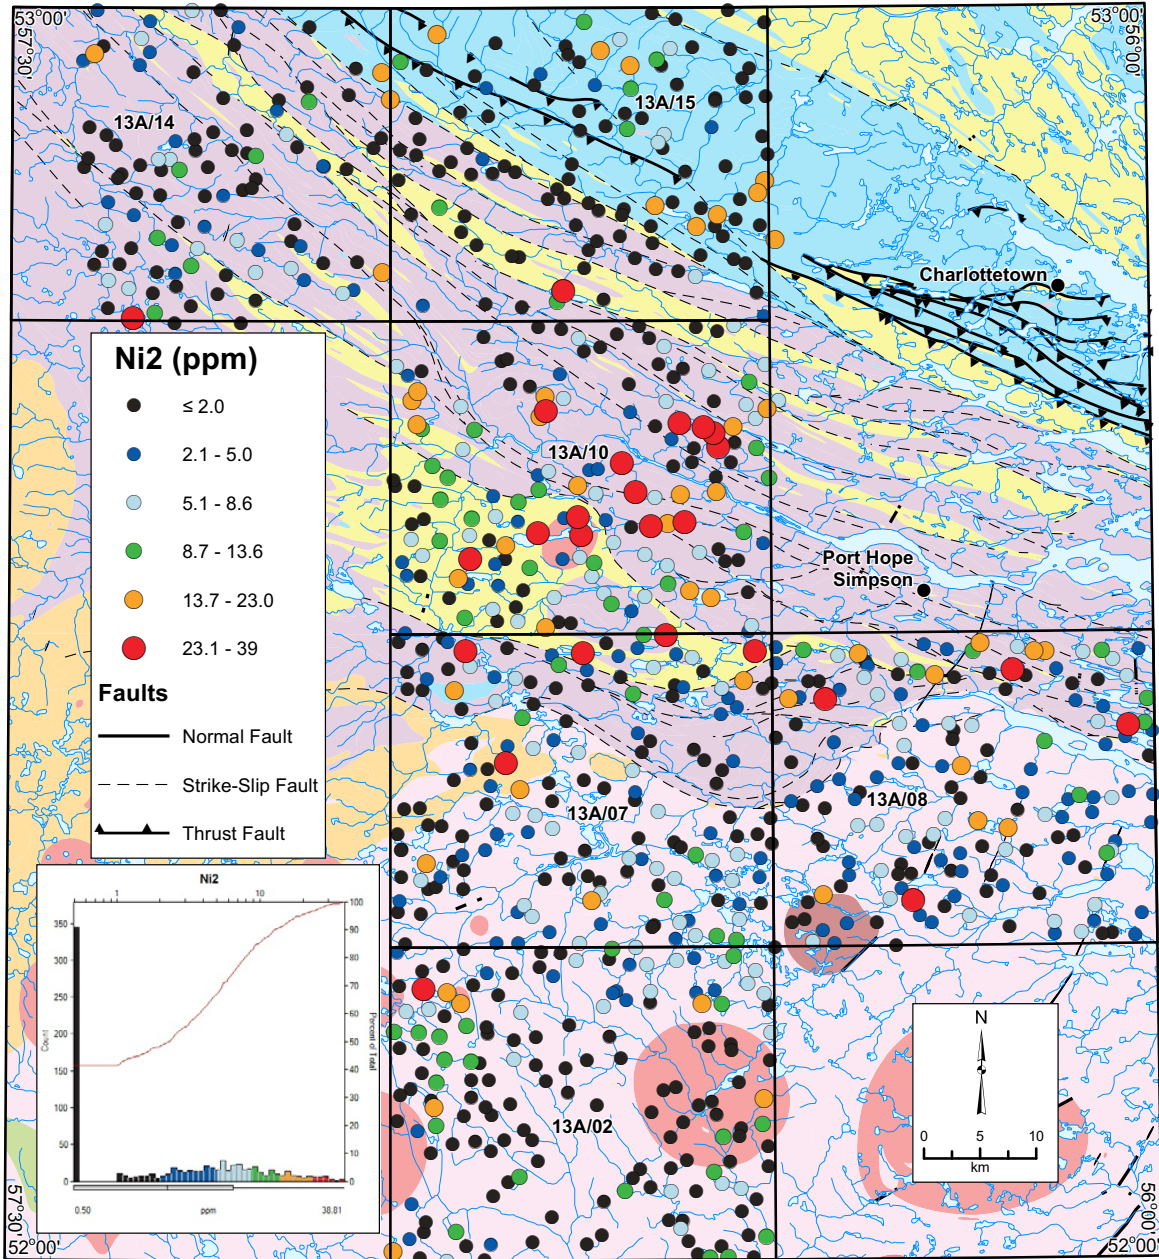 53°00'
57°30'
53°00'
56°00'
13A/14
13A/15
Charlottetown
Ni2 (ppm)
≤ 2.0
2.1 - 5.0
5.1 - 8.6
8.7 - 13.6
13.7 - 23.0
23.1 - 39
Faults
Normal Fault
Strike-Slip Fault
Thrust Fault
13A/10
Port Hope
Simpson
13A/07
13A/08
13A/02
Ni2
1 10
350
300
250
200
150
100
50
0
Count
100
90
80
70
60
50
40
30
20
10
0
Percent of Total
0.50 ppm 38.81
N
0 5 10
km
57°30'
52°00'
56°00'
52°00'